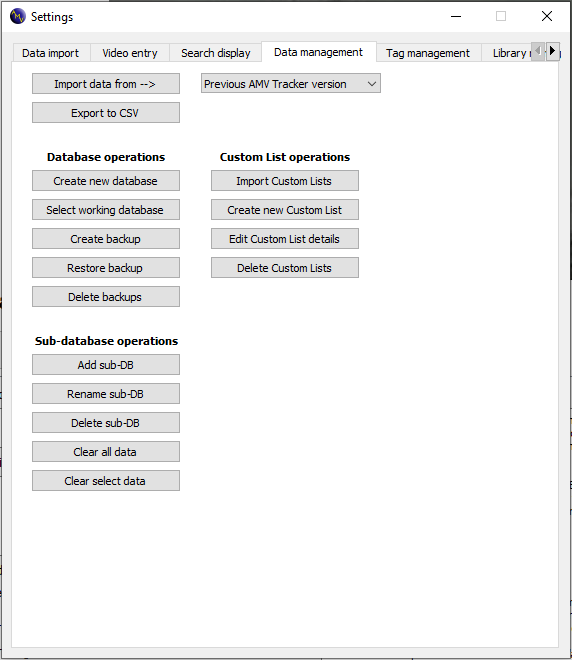 Settings
Data import Video entry Search display Data management Tag management Library
Import data from --> Previous AMV Tracker version
Export to CSV
Database operations Custom List operations
Create new database Import Custom Lists
Select working database Create new Custom List
Create backup Edit Custom List details
Restore backup Delete Custom Lists
Delete backups
Sub-database operations
Add sub-DB
Rename sub-DB
Delete sub-DB
Clear all data
Clear select data